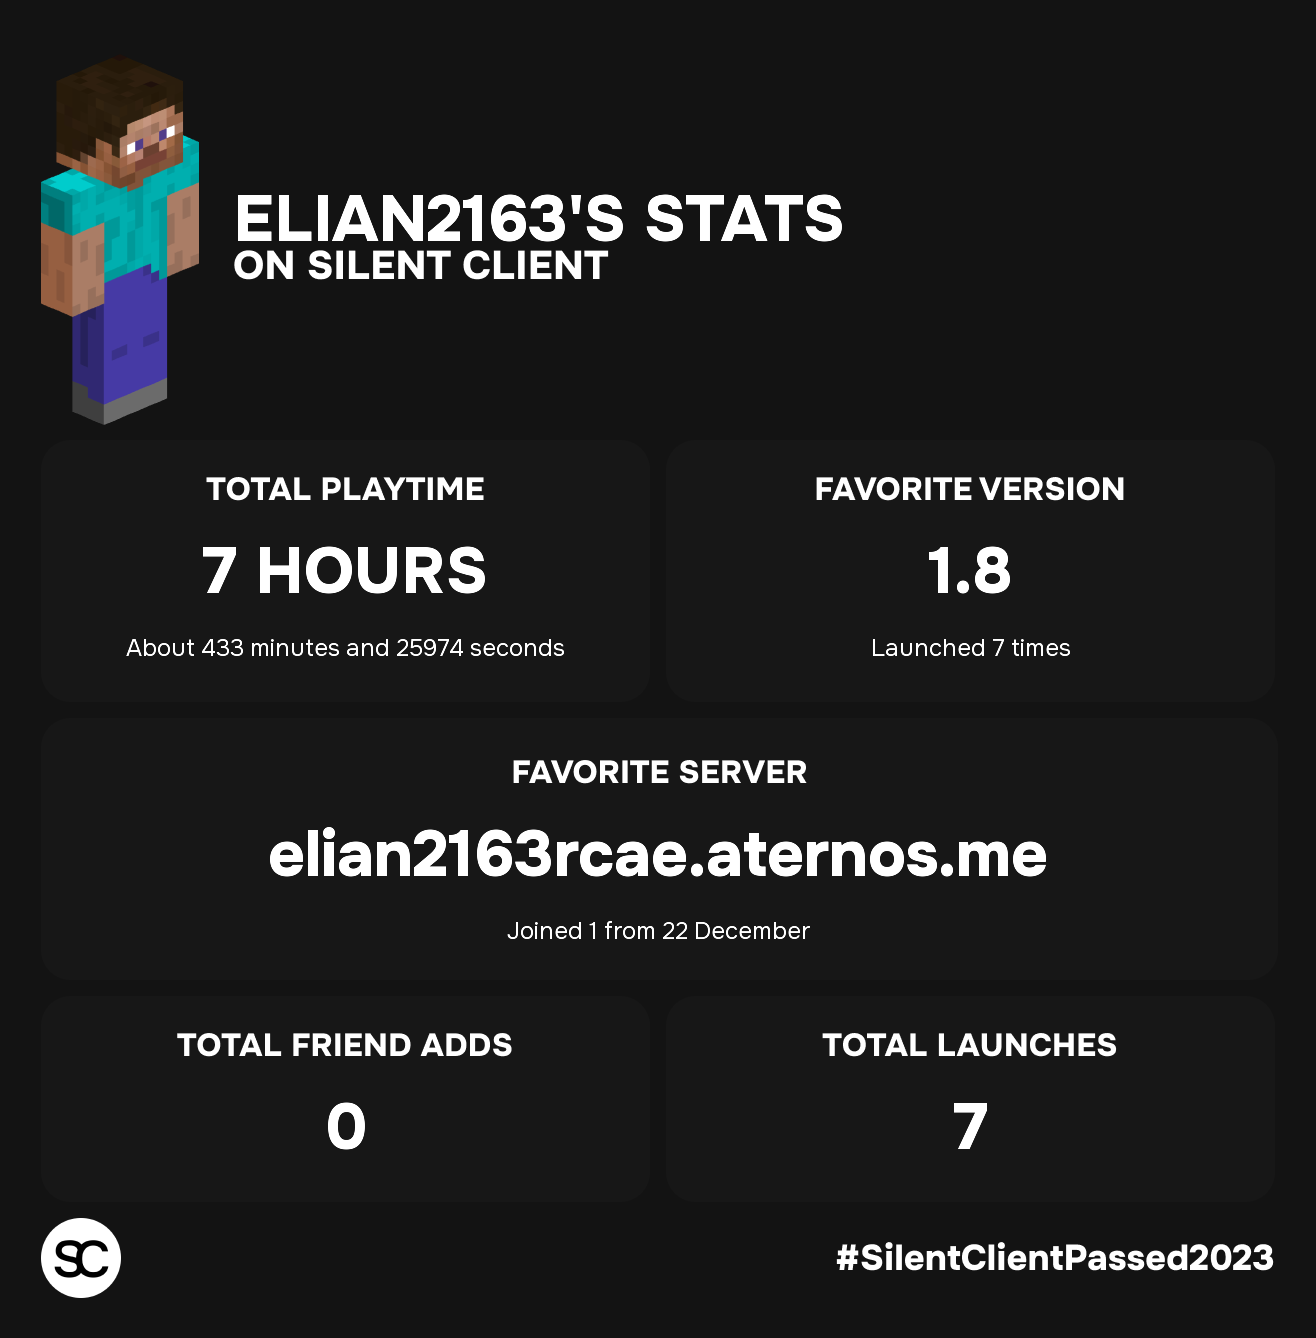 ELIAN2163'S STATS
ON SILENT CLIENT
TOTAL PLAYTIME
7 HOURS
About 433 minutes and 25974 seconds
FAVORITE VERSION
1.8
Launched 7 times
FAVORITE SERVER
elian2163rcae.aternos.me
Joined 1 from 22 December
TOTAL FRIEND ADDS
0
TOTAL LAUNCHES
7
SC
#SilentClientPassed2023